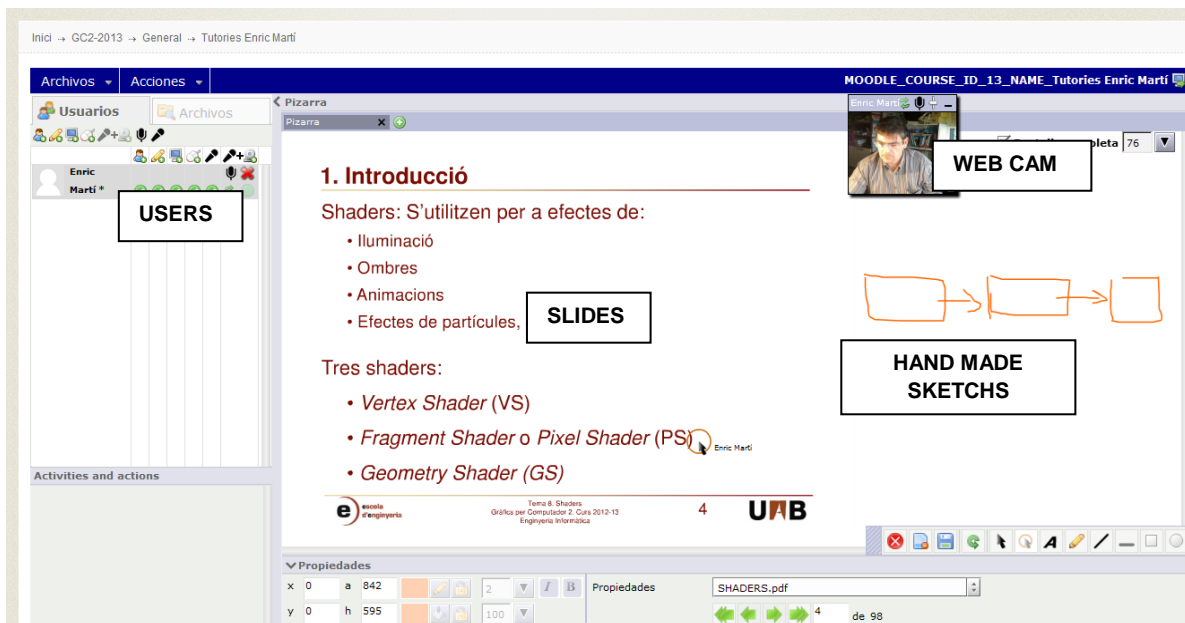 Inici → GC2-2013 → General → Tutories Enric Martí
Archivos Acciones MOODLE_COURSE_ID_13_NAME_Tutories Enric Martí
Usuarios Archivos
Pizarra
Pizarra
Enric Martí
76
WEB CAM
Enric
Martí *
USERS
1. Introducció
Shaders: S'utilitzen per a efectes de:
• Iluminació
• Ombres
• Animacions
• Efectes de partícules,
SLIDES
HAND MADE
SKETCHS
Tres shaders:
• Vertex Shader (VS)
• Fragment Shader o Pixel Shader (PS)
Enric Martí
• Geometry Shader (GS)
e escola
d'enginyeria
Tema 8. Shaders
Gràfics per Computador 2. Curs 2012-13
Enginyeria Informàtica
4
UAB
Activities and actions
A
Propiedades
x 0 a 842 2 I B Propiedades SHADERS.pdf
y 0 h 595 100 4 de 98